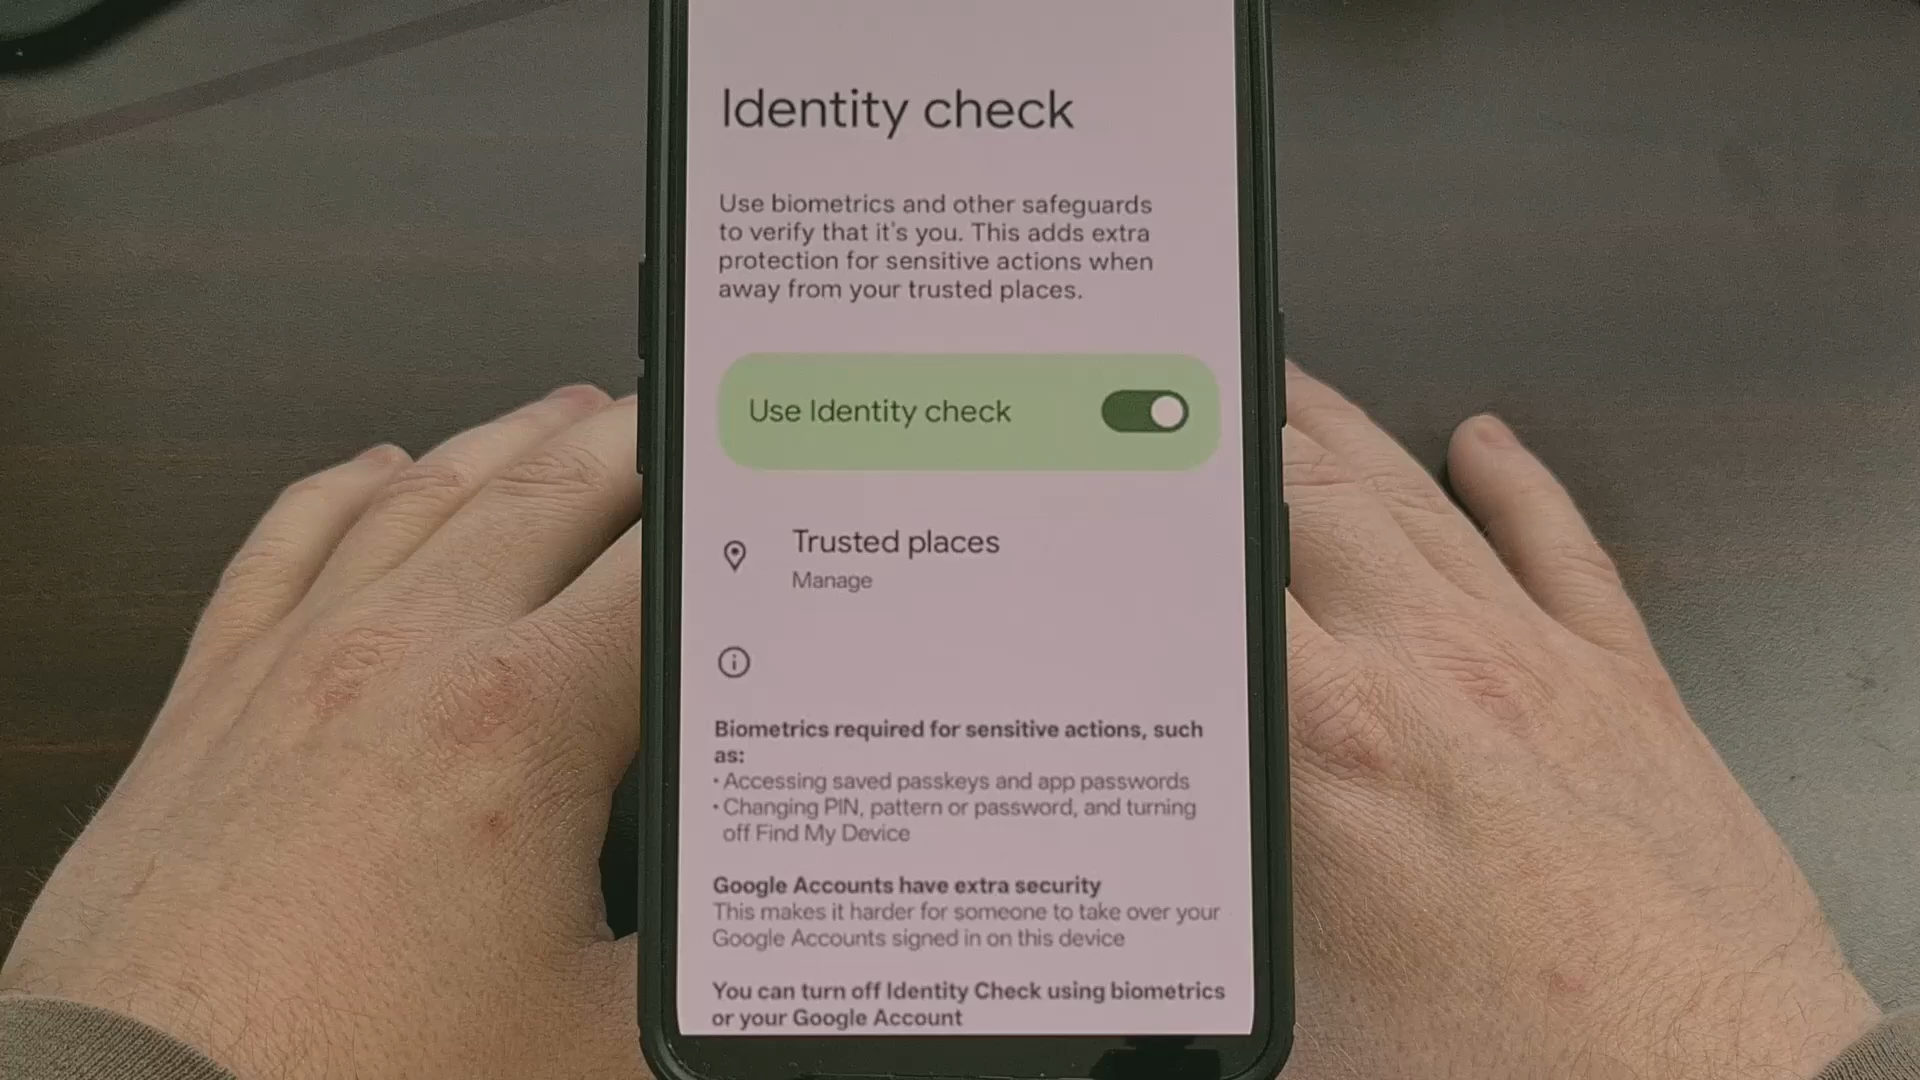 Identity check
Use biometrics and other safeguards
to verify that it's you. This adds extra
protection for sensitive actions when
away from your trusted places.
Use Identity check
Trusted places
Manage
Biometrics required for sensitive actions, such
as:
• Accessing saved passkeys and app passwords
• Changing PIN, pattern or password, and turning
off Find My Device
Google Accounts have extra security
This makes it harder for someone to take over your
Google Accounts signed in on this device
You can turn off Identity Check using biometrics
or your Google Account